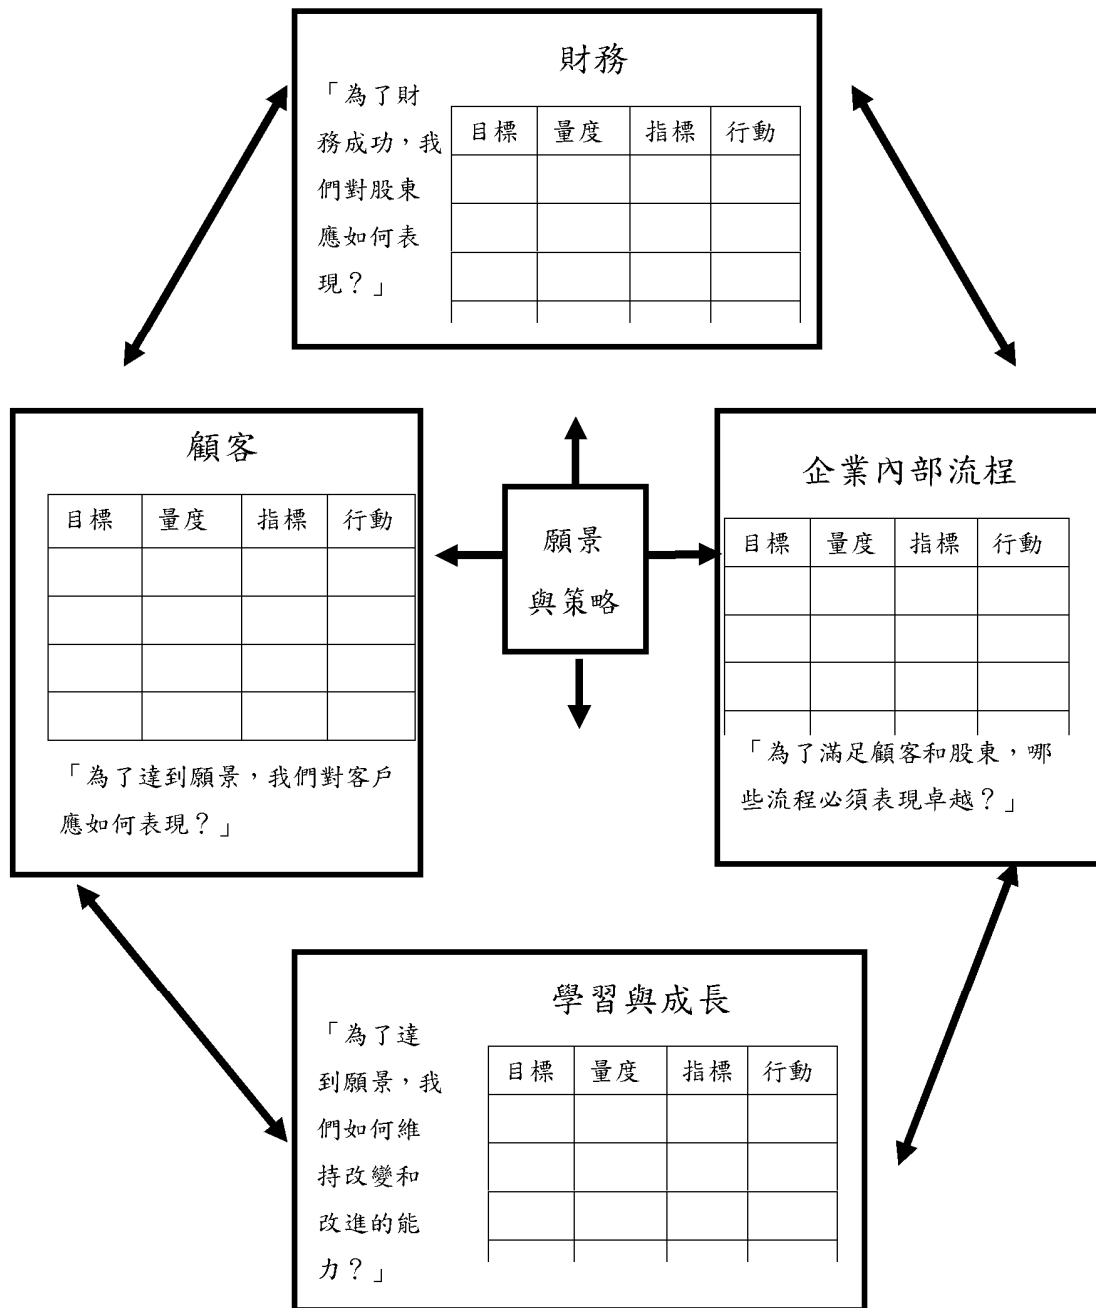 財務
「為了財
務成功，我
們對股東
應如何表
現？」
目標 量度 指標 行動
顧客
目標 量度 指標 行動
「為了達到願景，我們對客戶
應如何表現？」
願景
與策略
企業內部流程
目標 量度 指標 行動
「為了滿足顧客和股東，哪
些流程必須表現卓越？」
學習與成長
「為了達
到願景，我
們如何維
持改變和
改進的能
力？」
目標 量度 指標 行動